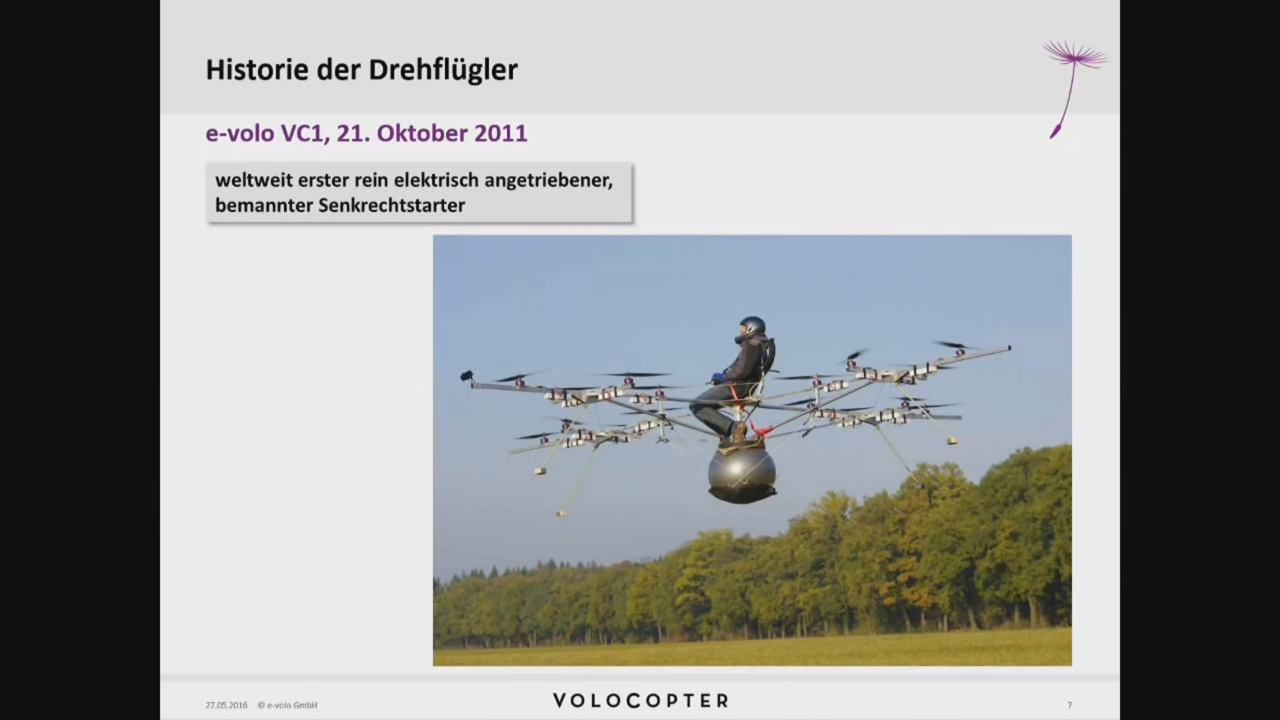 Historie der Drehflügler
e-volo VC1, 21. Oktober 2011
weltweit erster rein elektrisch angetriebener,
bemannter Senkrechtstarter
27.05.2016 © e-volo GmbH
VOLOCOPTER
7